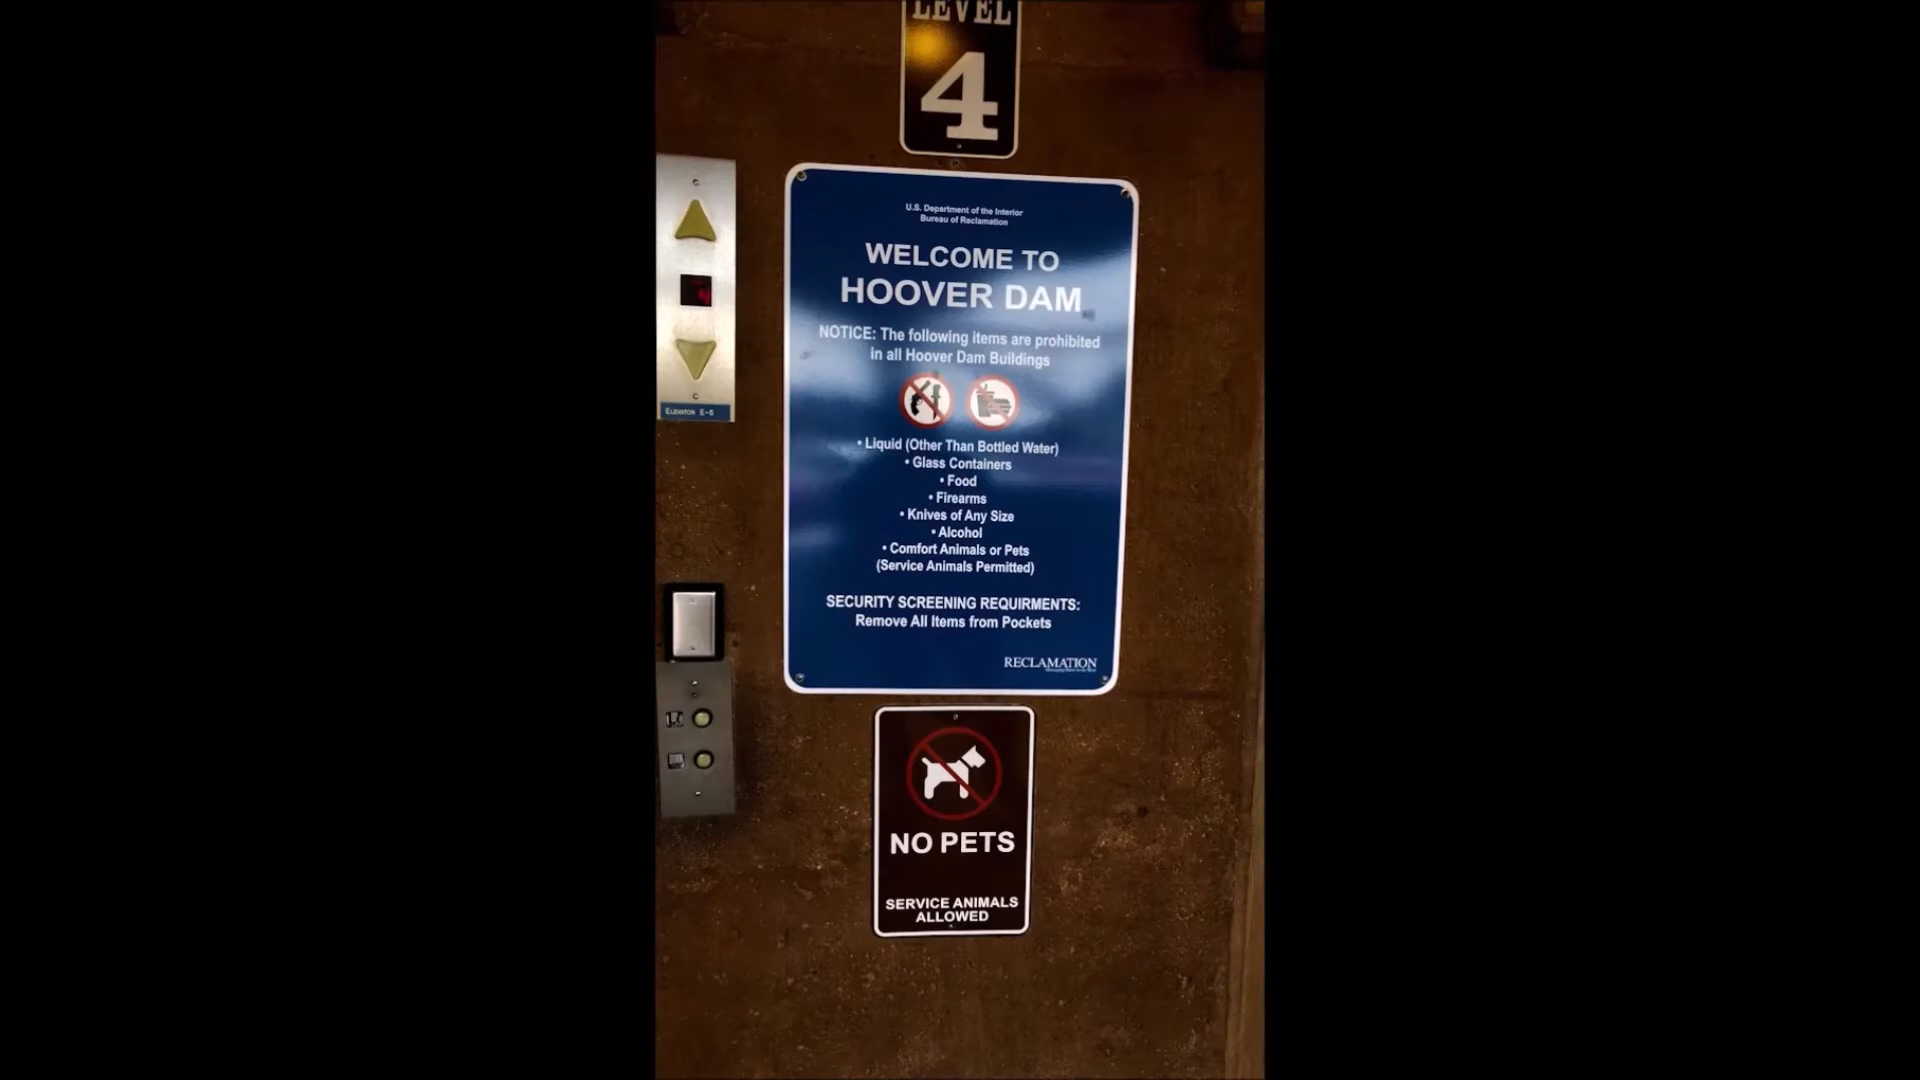 LEVEL
4
U.S. Department of the Interior
Bureau of Reclamation
WELCOME TO
HOOVER DAM
NOTICE: The following items are prohibited
in all Hoover Dam Buildings
• Liquid (Other Than Bottled Water)
• Glass Containers
• Food
• Firearms
• Knives of Any Size
• Alcohol
• Comfort Animals or Pets
(Service Animals Permitted)
SECURITY SCREENING REQUIRMENTS:
Remove All Items from Pockets
RECLAMATION
4
ELEVATOR E-6
NO PETS
SERVICE ANIMALS
ALLOWED